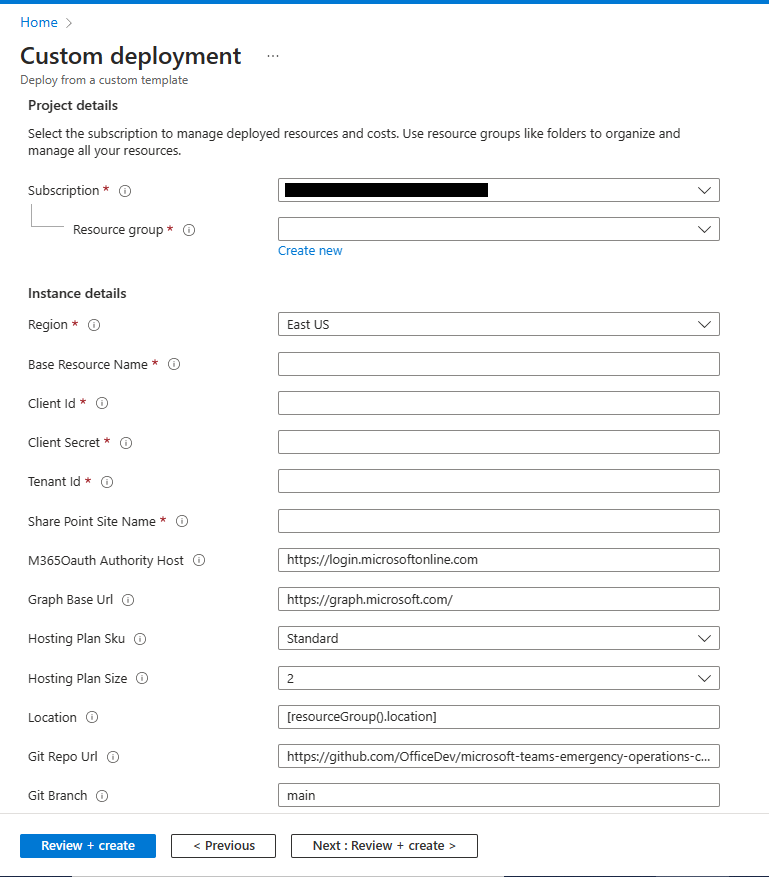 Home >
Custom deployment ...
Deploy from a custom template
Project details
Select the subscription to manage deployed resources and costs. Use resource groups like folders to organize and
manage all your resources.
Subscription *
Resource group *
Create new
Instance details
Region * East US
Base Resource Name *
Client Id *
Client Secret *
Tenant Id *
Share Point Site Name *
M365Oauth Authority Host https://login.microsoftonline.com
Graph Base Url https://graph.microsoft.com/
Hosting Plan Sku Standard
Hosting Plan Size 2
Location [resourceGroup().location]
Git Repo Url https://github.com/OfficeDev/microsoft-teams-emergency-operations-c...
Git Branch main
Review + create < Previous Next : Review + create >